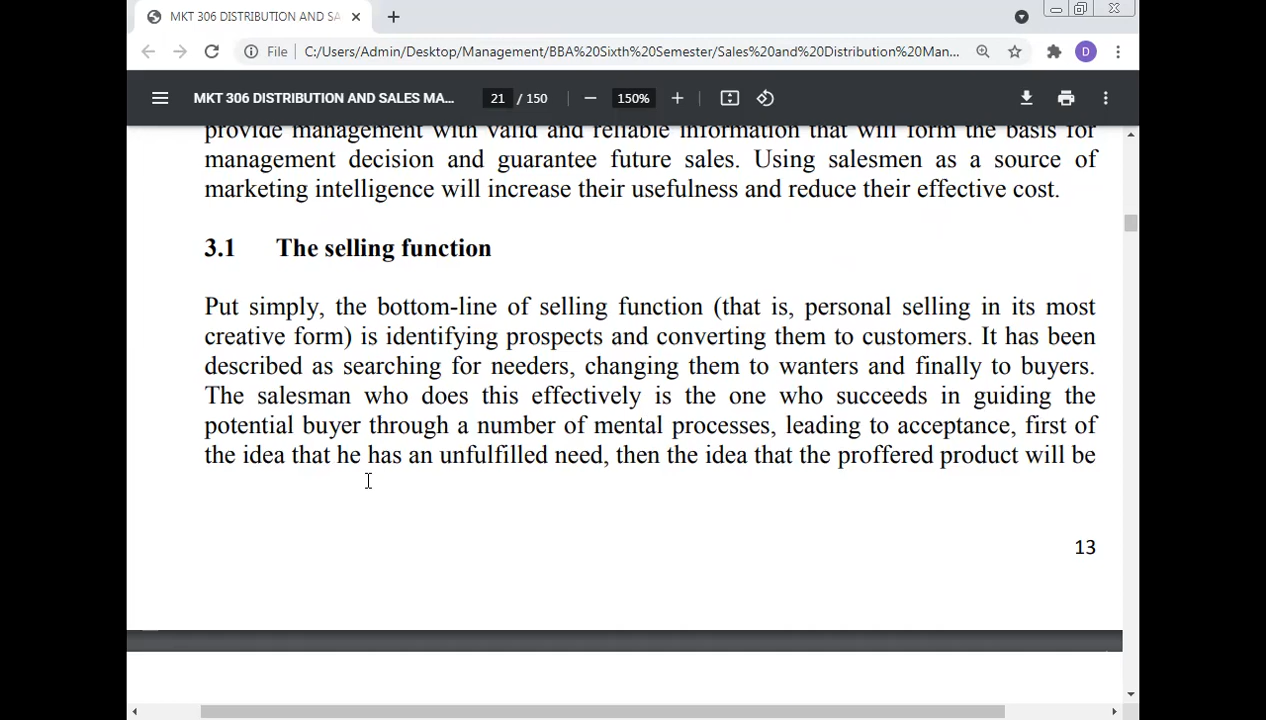 MKT 306 DISTRIBUTION AND SA
File C:/Users/Admin/Desktop/Management/BBA%20Sixth%20Semester/Sales%20and%20Distribution%20Man...
D
MKT 306 DISTRIBUTION AND SALES MA... 21 / 150 150%
provide management with valid and reliable information that will form the basis for
management decision and guarantee future sales. Using salesmen as a source of
marketing intelligence will increase their usefulness and reduce their effective cost.
3.1 The selling function
Put simply, the bottom-line of selling function (that is, personal selling in its most
creative form) is identifying prospects and converting them to customers. It has been
described as searching for needers, changing them to wanters and finally to buyers.
The salesman who does this effectively is the one who succeeds in guiding the
potential buyer through a number of mental processes, leading to acceptance, first of
the idea that he has an unfulfilled need, then the idea that the proffered product will be
13